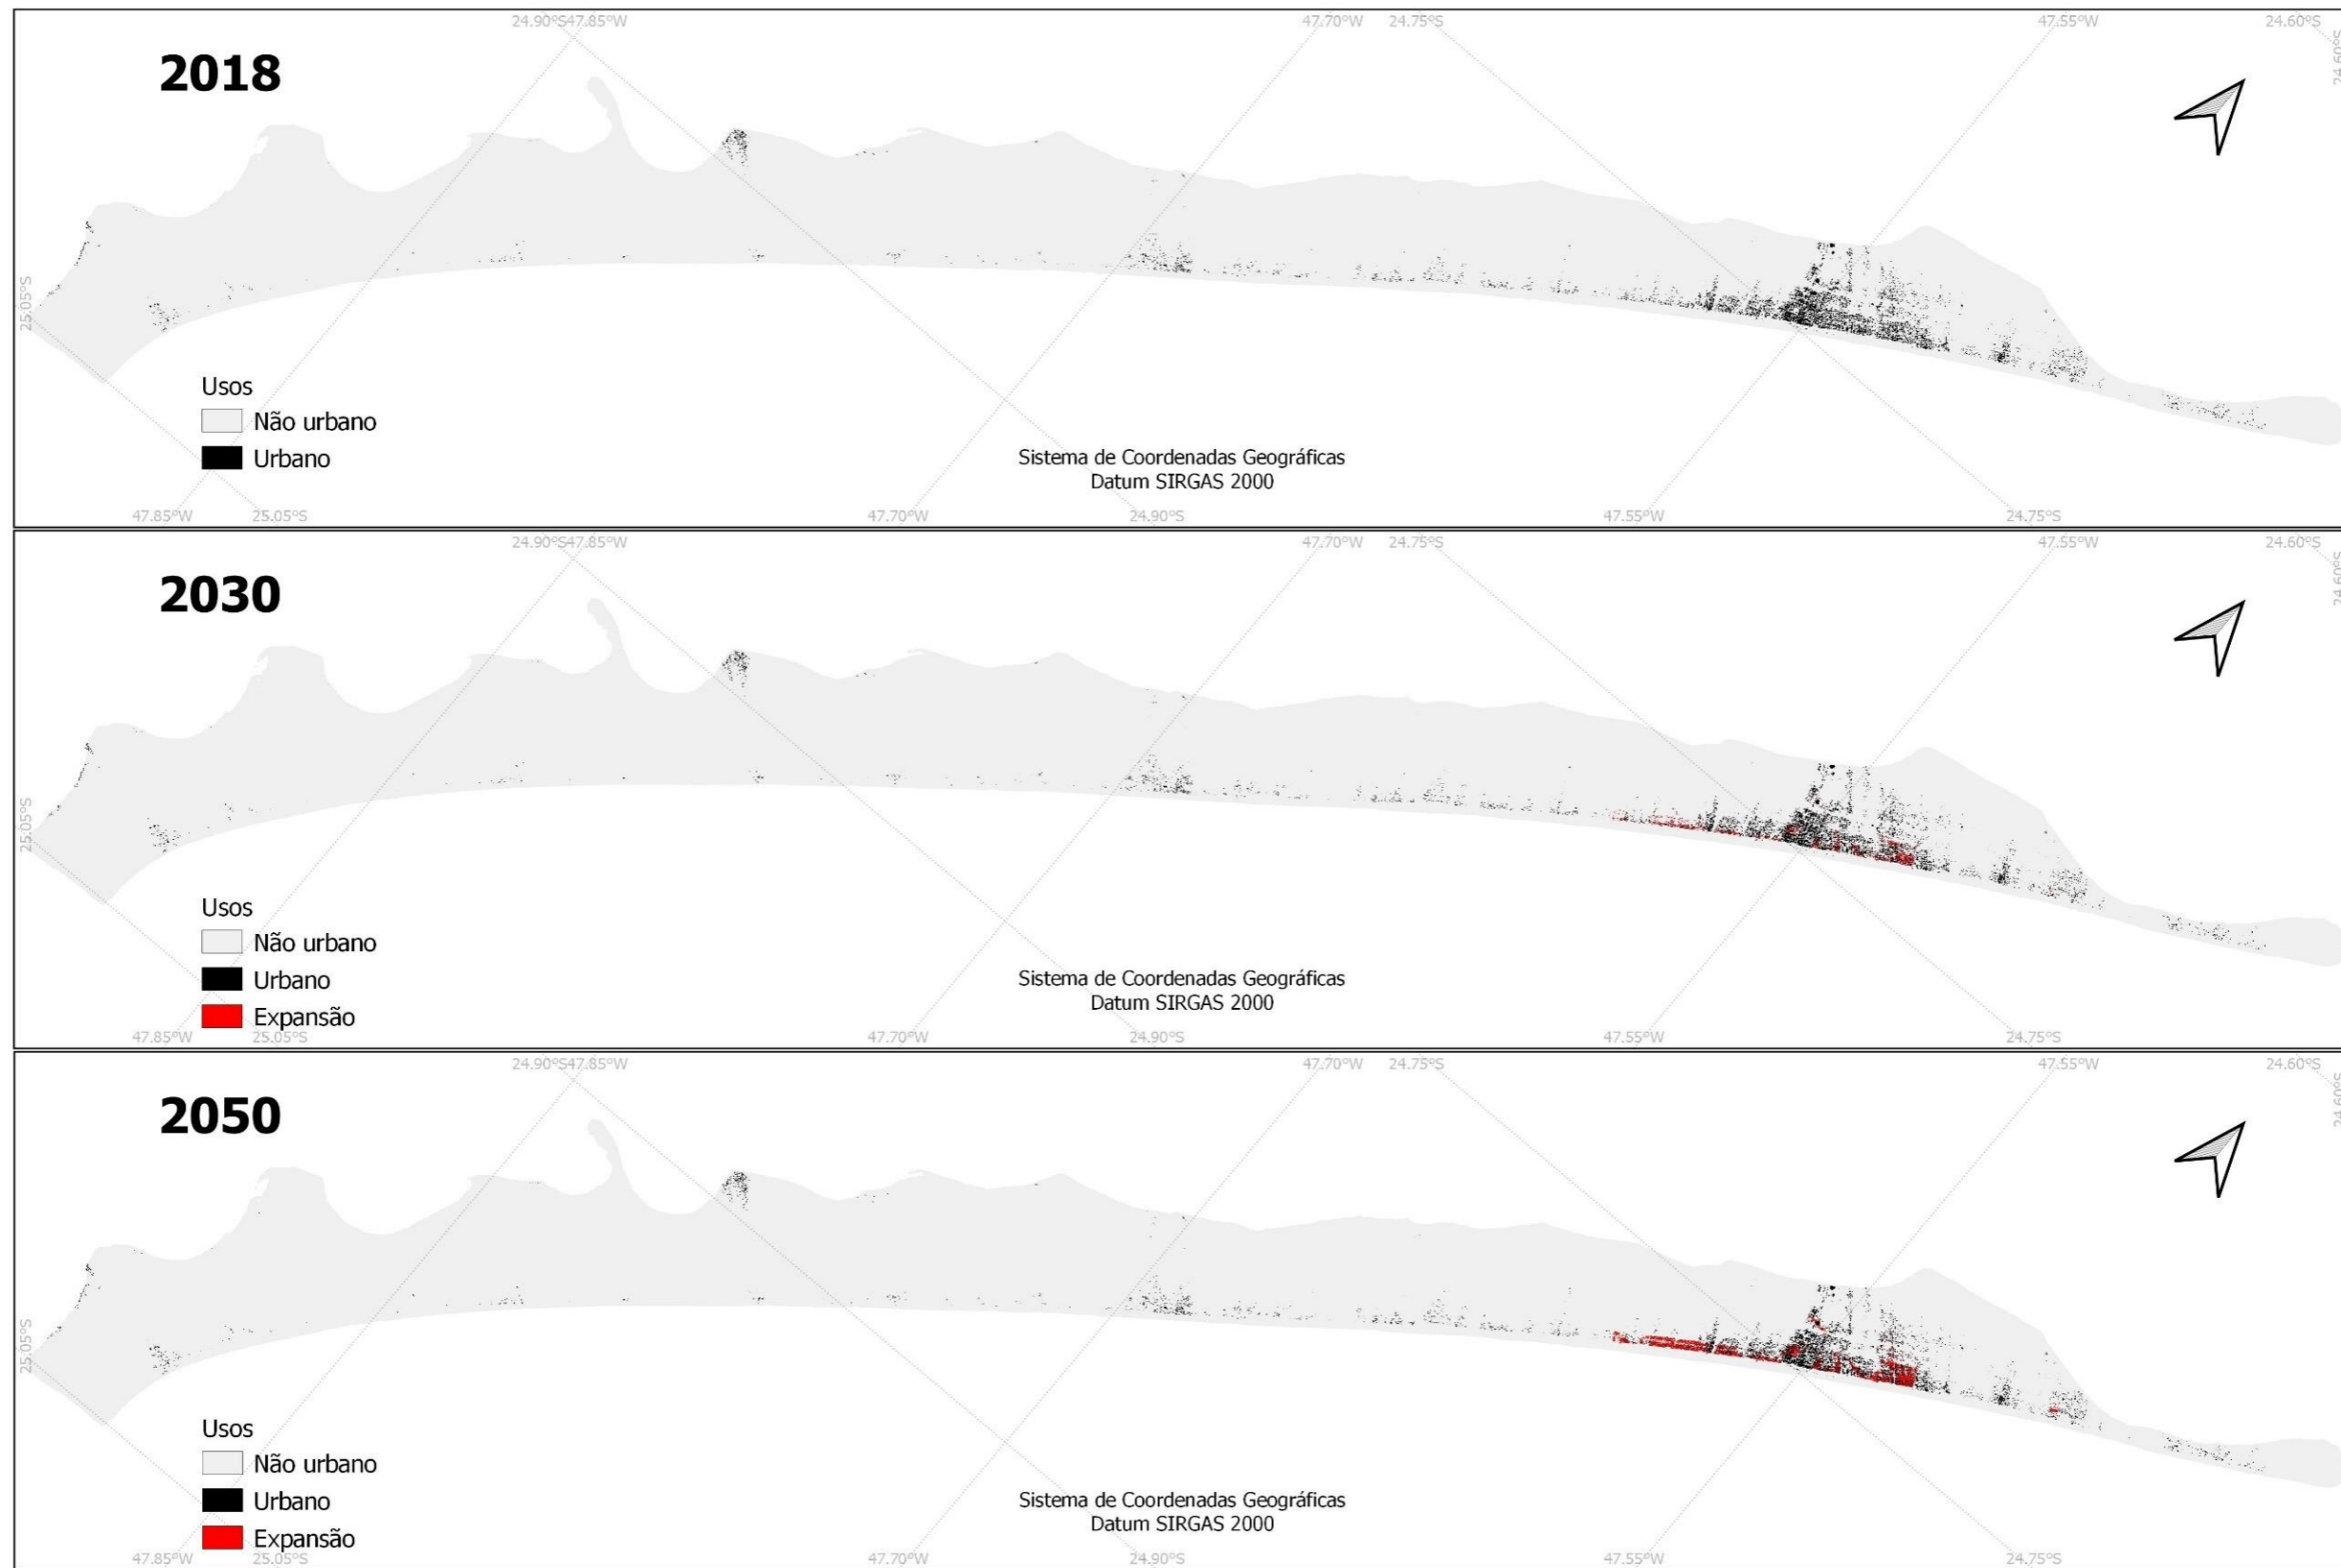 24.90°S 47.85°W 47.70°W 24.75°S 47.55°W 24.60°S
24.60°S
2018
25.05°S
Usos
Não urbano
Urbano
Sistema de Coordenadas Geográficas
Datum SIRGAS 2000
47.85°W 25.05°S 47.70°W 24.90°S 47.55°W 24.75°S
24.90°S 47.85°W 47.70°W 24.75°S 47.55°W 24.60°S
24.60°S
2030
25.05°S
Usos
Não urbano
Urbano
Expansão
Sistema de Coordenadas Geográficas
Datum SIRGAS 2000
47.85°W 25.05°S 47.70°W 24.90°S 47.55°W 24.75°S
24.90°S 47.85°W 47.70°W 24.75°S 47.55°W 24.60°S
24.60°S
2050
25.05°S
Usos
Não urbano
Urbano
Expansão
Sistema de Coordenadas Geográficas
Datum SIRGAS 2000
47.85°W 25.05°S 47.70°W 24.90°S 47.55°W 24.75°S